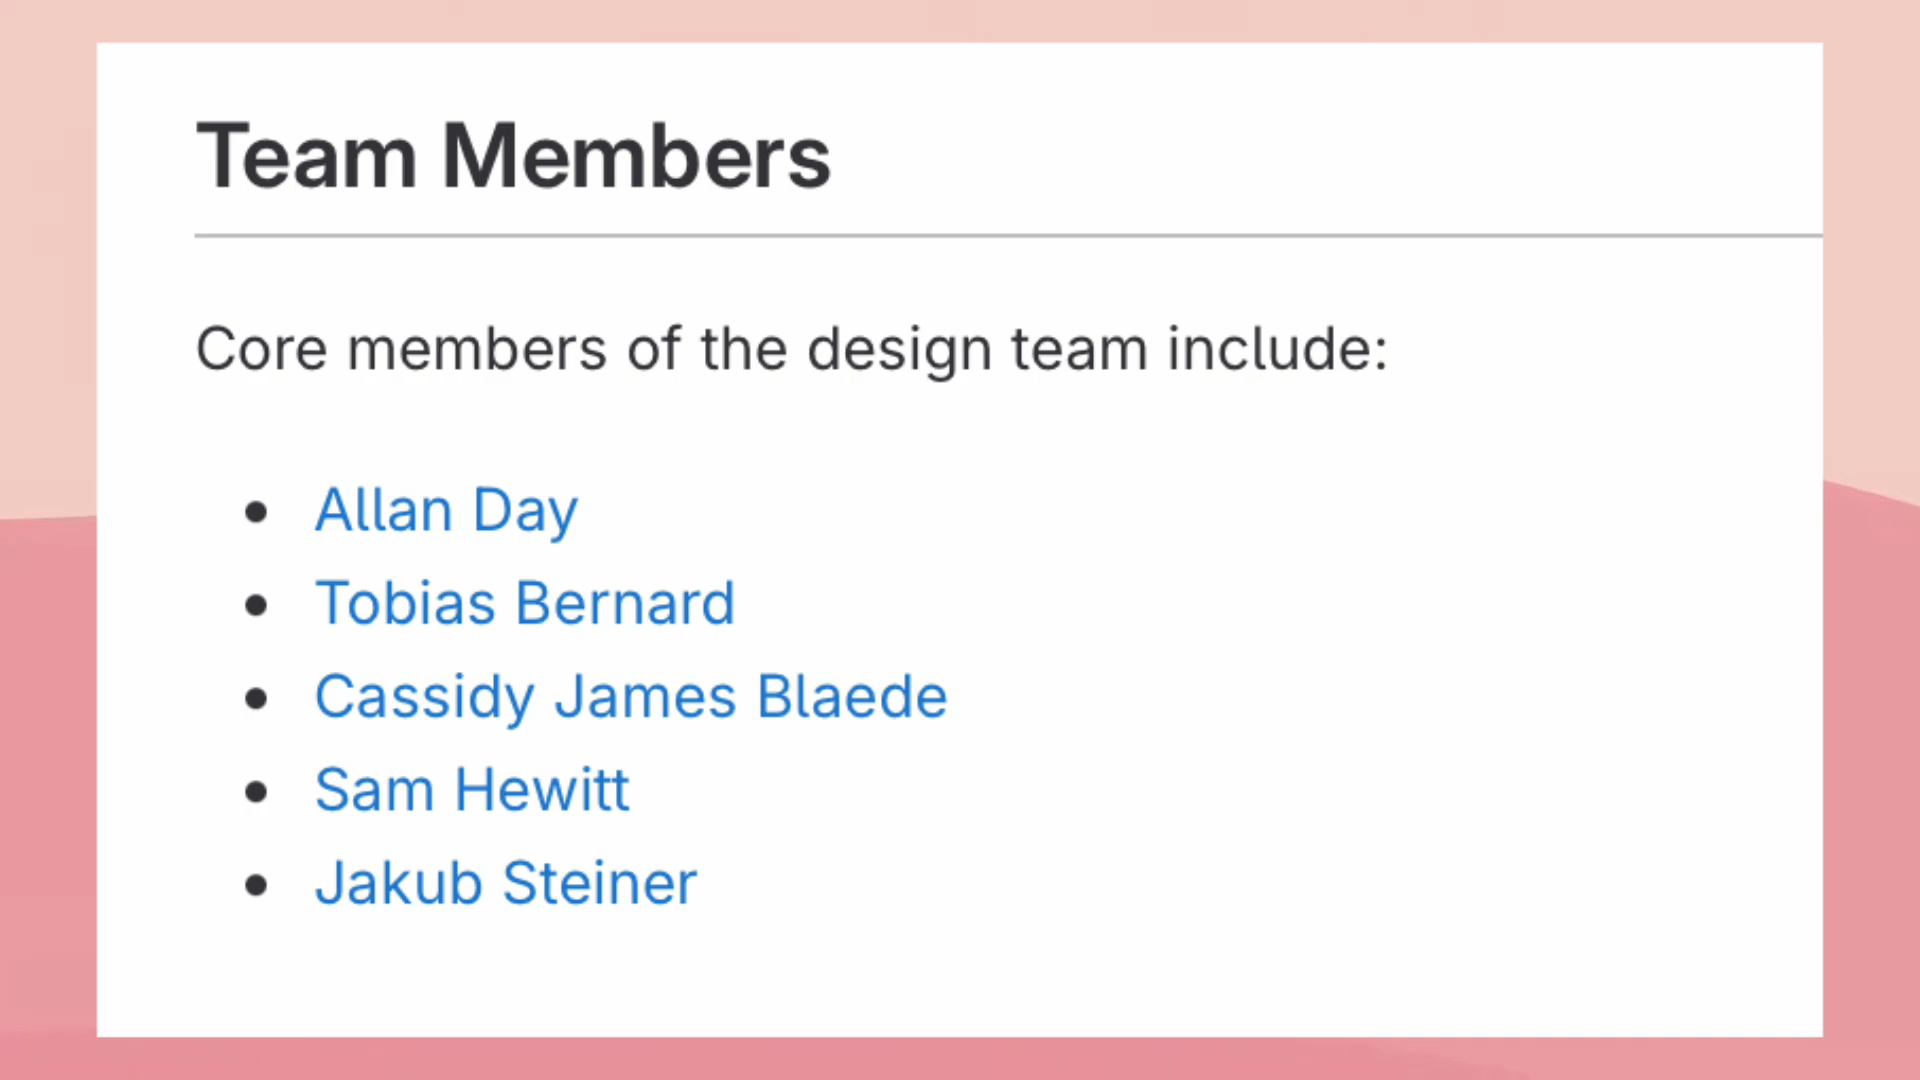 Team Members
Core members of the design team include:
Allan Day
Tobias Bernard
Cassidy James Blaede
Sam Hewitt
Jakub Steiner